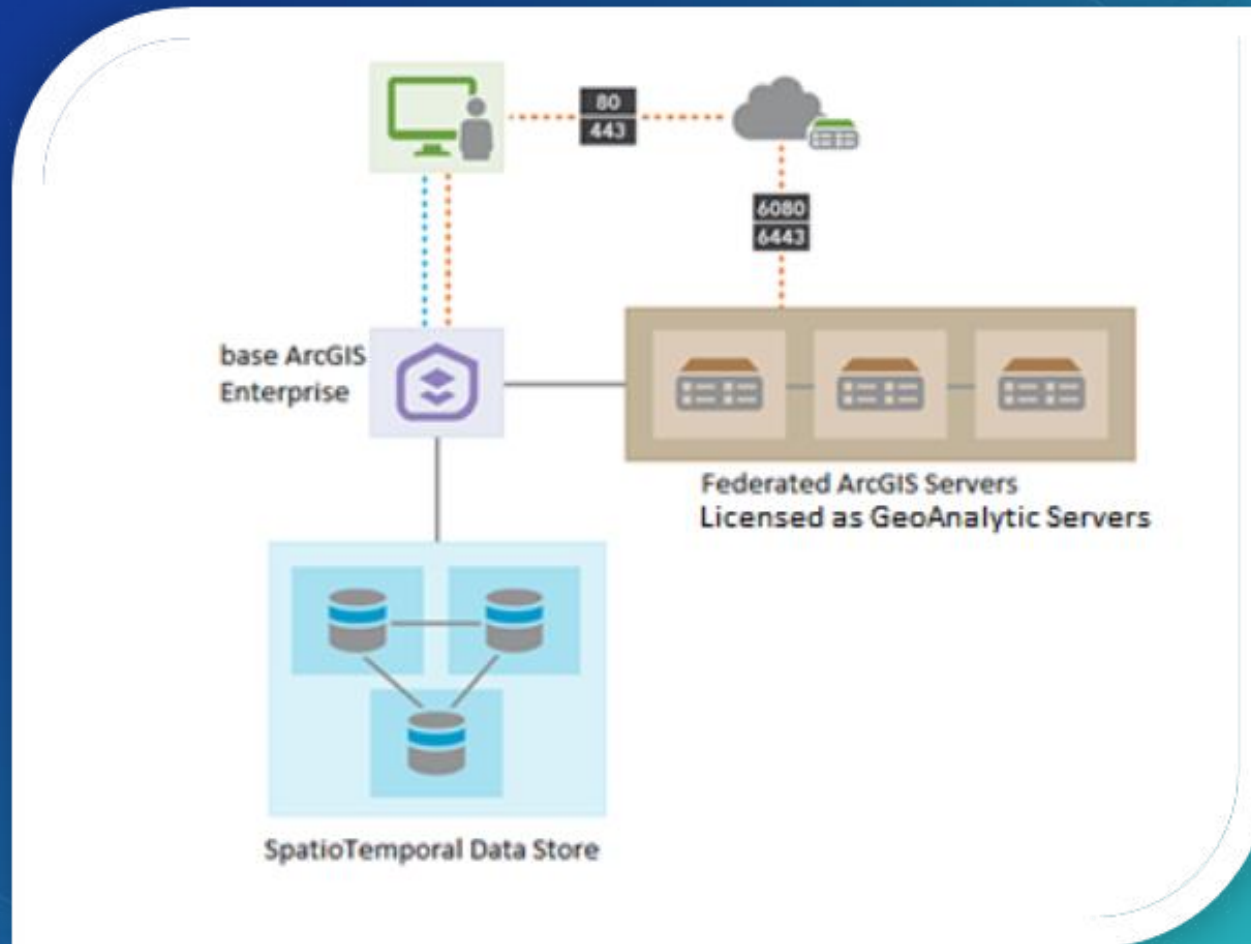 80
443
6080
6443
base ArcGIS
Enterprise
Federated ArcGIS Servers
Licensed as GeoAnalytic Servers
SpatioTemporal Data Store